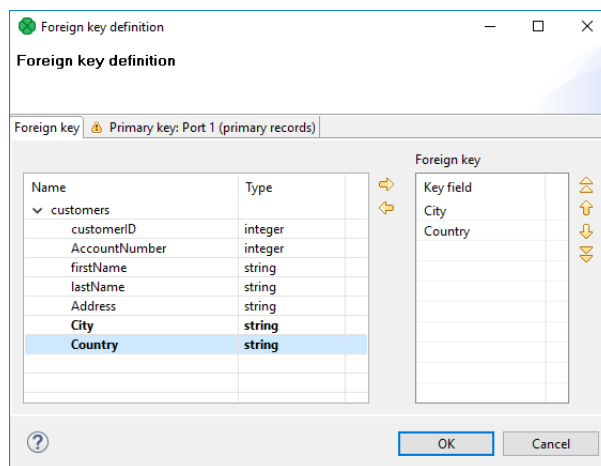 Foreign key definition
Foreign key definition
Foreign key
Primary key: Port 1 (primary records)
Foreign key
Name Type
customers
customerID integer
AccountNumber integer
firstName string
lastName string
Address string
City string
Country string
Key field
City
Country
?
OK Cancel